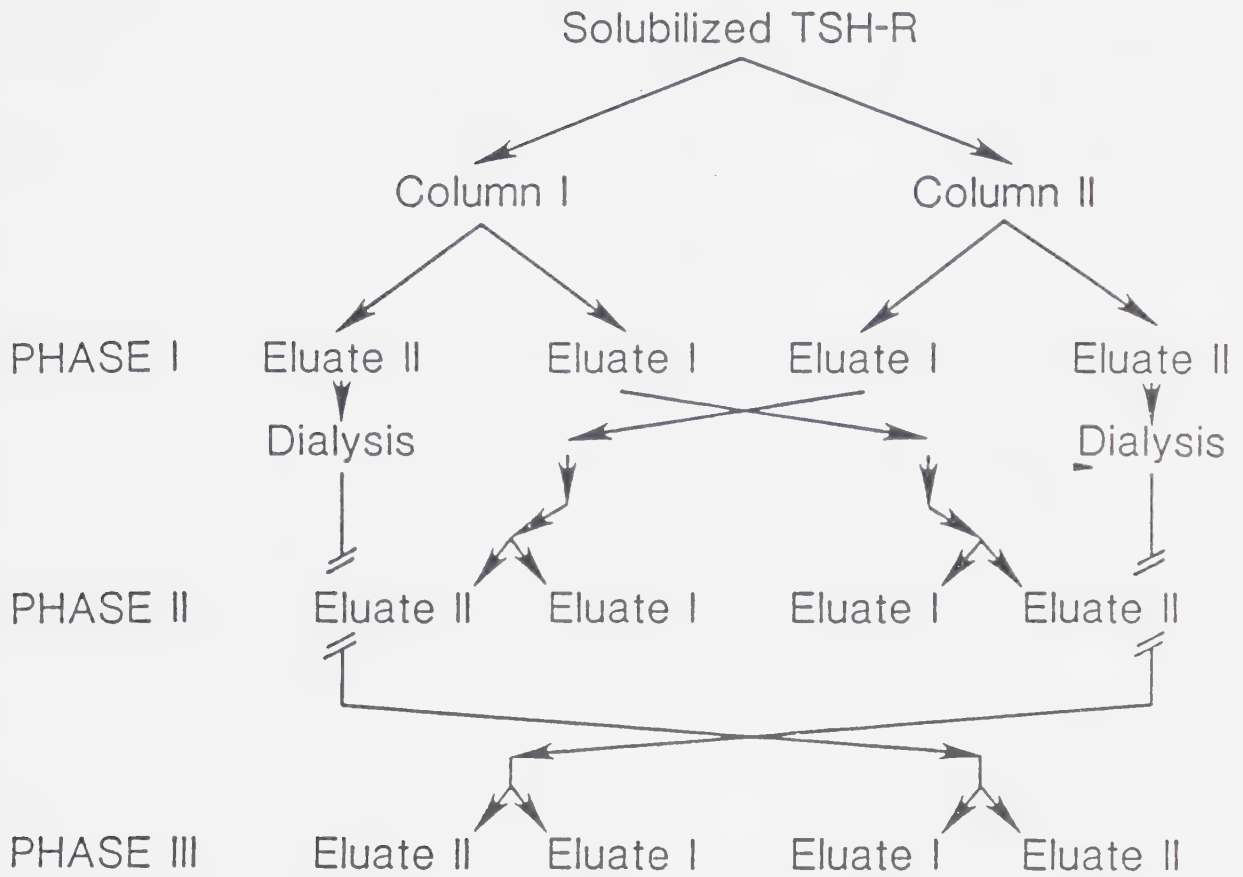 Solubilized TSH-R
Column I Column II
PHASE I Eluate II Eluate I Eluate I Eluate II
Dialysis Dialysis
PHASE II Eluate II Eluate I Eluate I Eluate II
PHASE III Eluate II Eluate I Eluate I Eluate II